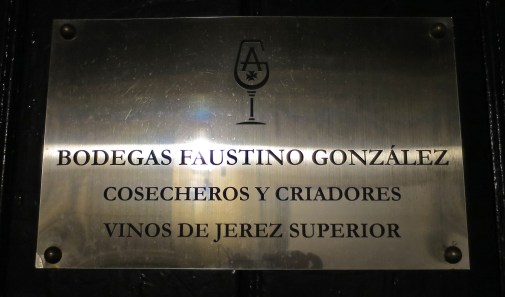 BODEGAS FAUSTINO GONZÁLEZ
COSECHEROS Y CRIADORES
VINOS DE JEREZ SUPERIOR